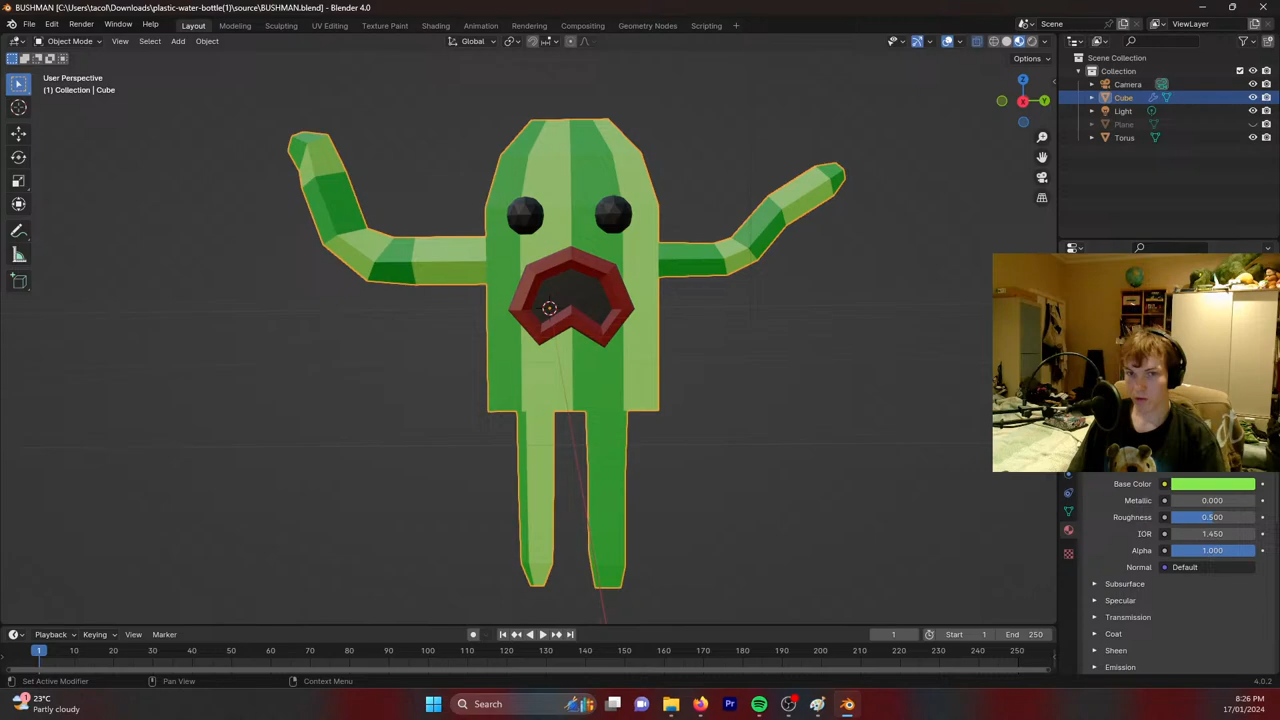 BUSHMAN [C:\Users\tacol\Downloads\plastic-water-bottle(1)\source\BUSHMAN.blend] - Blender 4.0
File Edit Render Window Help Layout Modeling Sculpting UV Editing Texture Paint Shading Animation Rendering Compositing Geometry Nodes Scripting + Scene ViewLayer
Object Mode View Select Add Object Global
Options
User Perspective
(1) Collection | Cube
Z
Y
X
Scene Collection
Collection
Camera
Cube
Light
Plane
Torus
Base Color
Metallic 0.000
Roughness 0.500
IOR 1.450
Alpha 1.000
Normal Default
Subsurface
Specular
Transmission
Coat
Sheen
Emission
Playback Keying View Marker 1 Start 1 End 250
1 10 20 30 40 50 60 70 80 90 100 110 120 130 140 150 160 170 180 190 200 210 220 230 240 250
Set Active Modifier Pan View Context Menu 4.0.2
23°C
Partly cloudy
Search
Pr
8:26 PM
17/01/2024